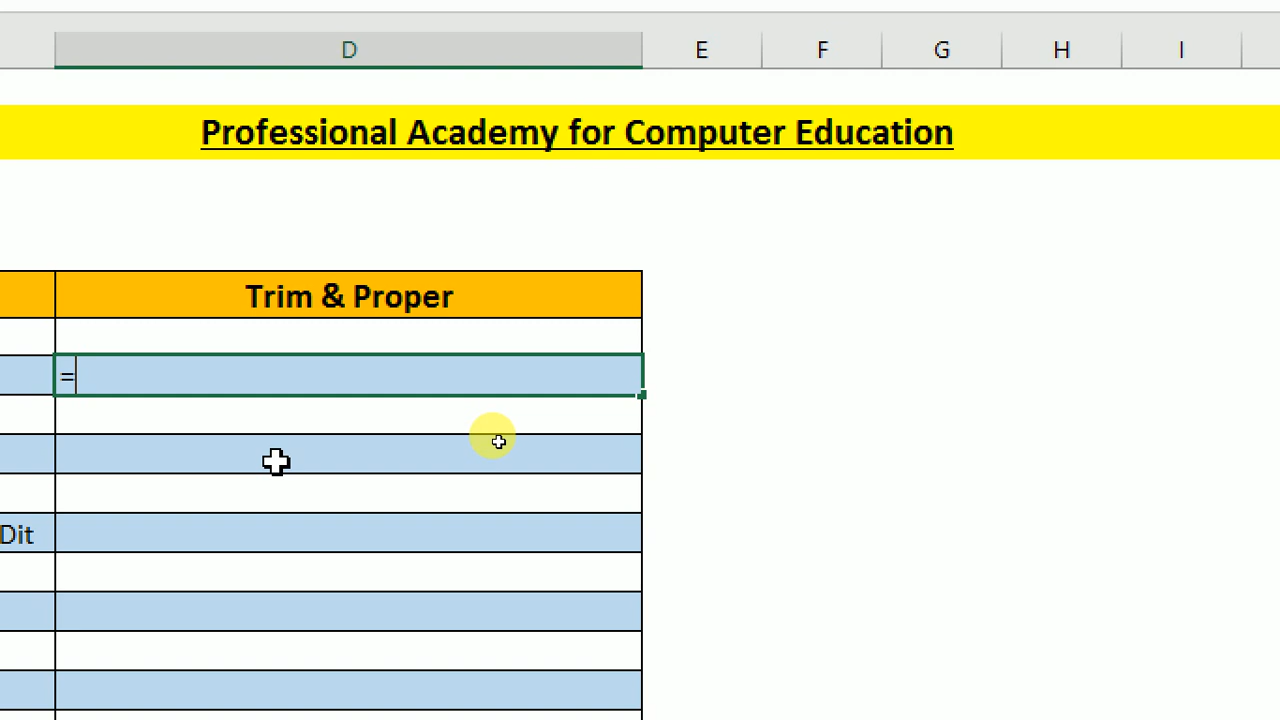 D E F G H I
Professional Academy for Computer Education
Trim & Proper
=
Dit